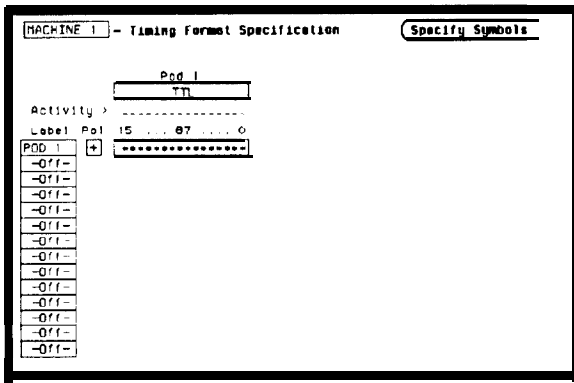 MACHINE 1 - Timing Format Specification Specify Symbols
Pod 1
TTL
Activity > ----------------
Label Pol 15 ... 87 .... 0
POD 1 + ****************
-Off-
-Off-
-Off-
-Off-
-Off-
-Off-
-Off-
-Off-
-Off-
-Off-
-Off-
-Off-
-Off-